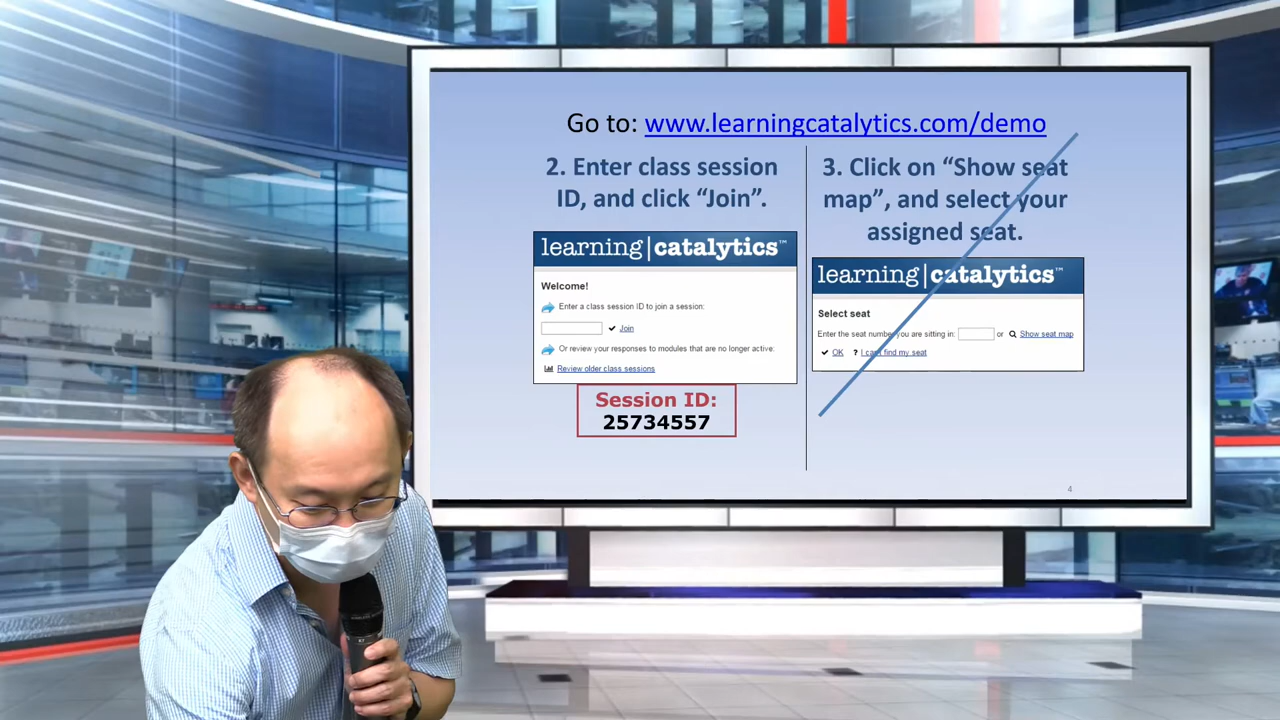 Go to: www.learningcatalytics.com/demo
2. Enter class session
ID, and click “Join”.
learning|catalytics™
Welcome!
Enter a class session ID to join a session:
Join
Or review your responses to modules that are no longer active:
Review older class sessions
Session ID:
25734557
3. Click on “Show seat
map”, and select your
assigned seat.
learning|catalytics™
Select seat
Enter the seat number you are sitting in: or Show seat map
OK ? I can't find my seat
4